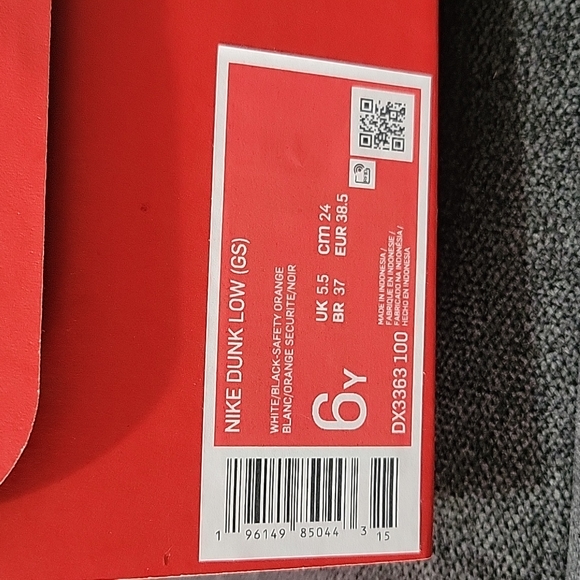 NIKE DUNK LOW (GS)
WHITE/BLACK-SAFETY ORANGE
BLANC/ORANGE SECURITE/NOIR
6Y
UK 5.5 cm 24
BR 37 EUR 38.5
DX3363 100
MADE IN INDONESIA /
FABRIQUE EN INDONESIE /
FABRICADO NA INDONÉSIA /
HECHO EN INDONESIA
1 96149 85044 3 15